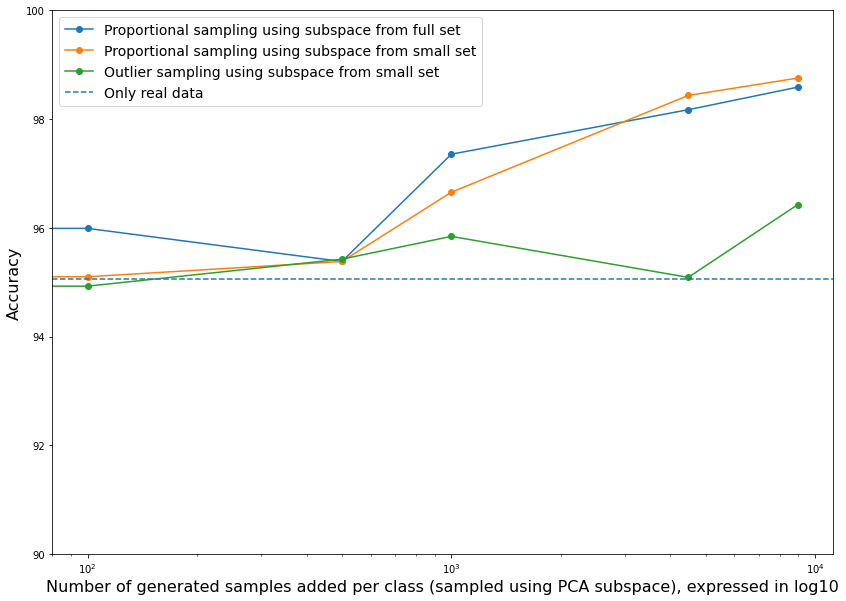 100
98
96
94
92
90
Accuracy
Proportional sampling using subspace from full set
Proportional sampling using subspace from small set
Outlier sampling using subspace from small set
Only real data
10² 10³ 10⁴
Number of generated samples added per class (sampled using PCA subspace), expressed in log10